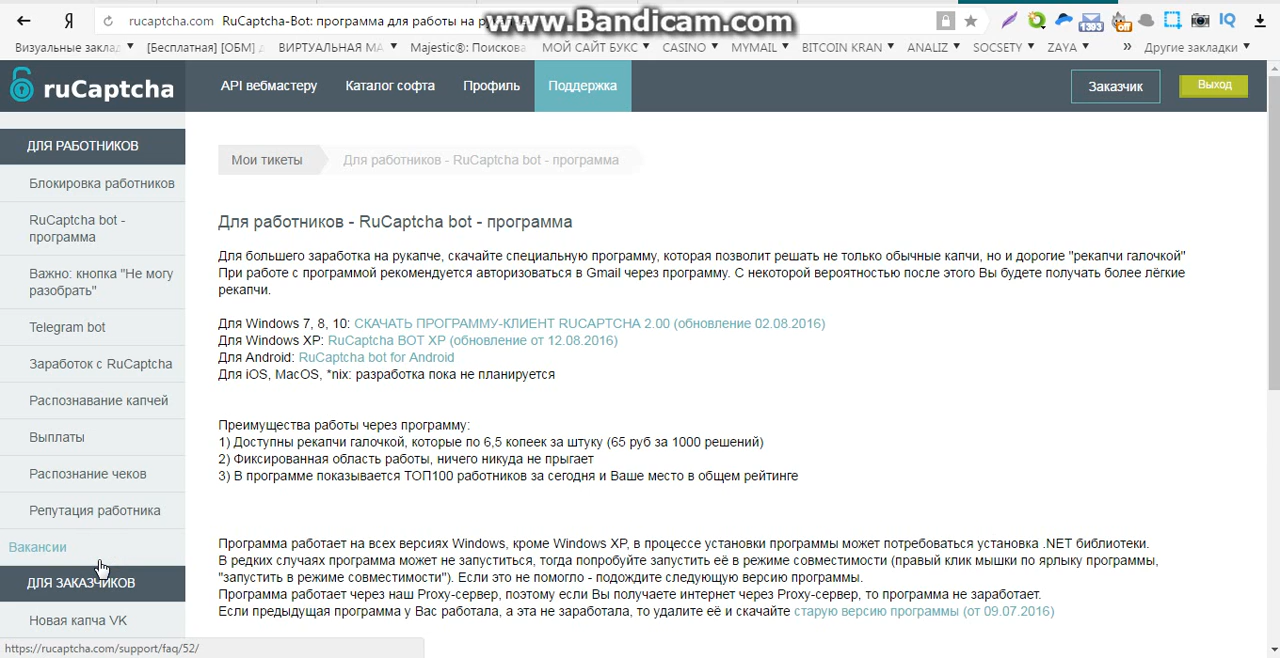 rucaptcha.com RuCaptcha-Bot: программа для работы на
www.Bandicam.com
Визуальные заклад
[Бесплатная] [ОБМ]
ВИРТУАЛЬНАЯ МА
Majestic®: Поискова
МОЙ САЙТ БУКС
CASINO
MYMAIL
BITCOIN KRAN
ANALIZ
SOCSETY
ZAYA
»
Другие закладки
ruCaptcha
API вебмастеру
Каталог софта
Профиль
Поддержка
Заказчик
Выход
ДЛЯ РАБОТНИКОВ
Блокировка работников
RuCaptcha bot -
программа
Важно: кнопка "Не могу
разобрать"
Telegram bot
Заработок с RuCaptcha
Распознавание капчей
Выплаты
Распознание чеков
Репутация работника
Вакансии
ДЛЯ ЗАКАЗЧИКОВ
Новая капча VK
https://rucaptcha.com/support/faq/52/
Мои тикеты
Для работников - RuCaptcha bot - программа
Для работников - RuCaptcha bot - программа
Для большего заработка на рукапче, скачайте специальную программу, которая позволит решать не только обычные капчи, но и дорогие "рекапчи галочкой"
При работе с программой рекомендуется авторизоваться в Gmail через программу. С некоторой вероятностью после этого Вы будете получать более лёгкие
рекапчи.
Для Windows 7, 8, 10: СКАЧАТЬ ПРОГРАММУ-КЛИЕНТ RUCAPTCHA 2.00 (обновление 02.08.2016)
Для Windows XP: RuCaptcha BOT XP (обновление от 12.08.2016)
Для Android: RuCaptcha bot for Android
Для iOS, MacOS, *nix: разработка пока не планируется
Преимущества работы через программу:
1) Доступны рекапчи галочкой, которые по 6,5 копеек за штуку (65 руб за 1000 решений)
2) Фиксированная область работы, ничего никуда не прыгает
3) В программе показывается ТОП100 работников за сегодня и Ваше место в общем рейтинге
Программа работает на всех версиях Windows, кроме Windows XP, в процессе установки программы может потребоваться установка .NET библиотеки.
В редких случаях программа может не запуститься, тогда попробуйте запустить её в режиме совместимости (правый клик мышки по ярлыку программы,
"запустить в режиме совместимости"). Если это не помогло - подождите следующую версию программы.
Программа работает через наш Proxy-сервер, поэтому если Вы получаете интернет через Proxy-сервер, то программа не заработает.
Если предыдущая программа у Вас работала, а эта не заработала, то удалите её и скачайте старую версию программы (от 09.07.2016)